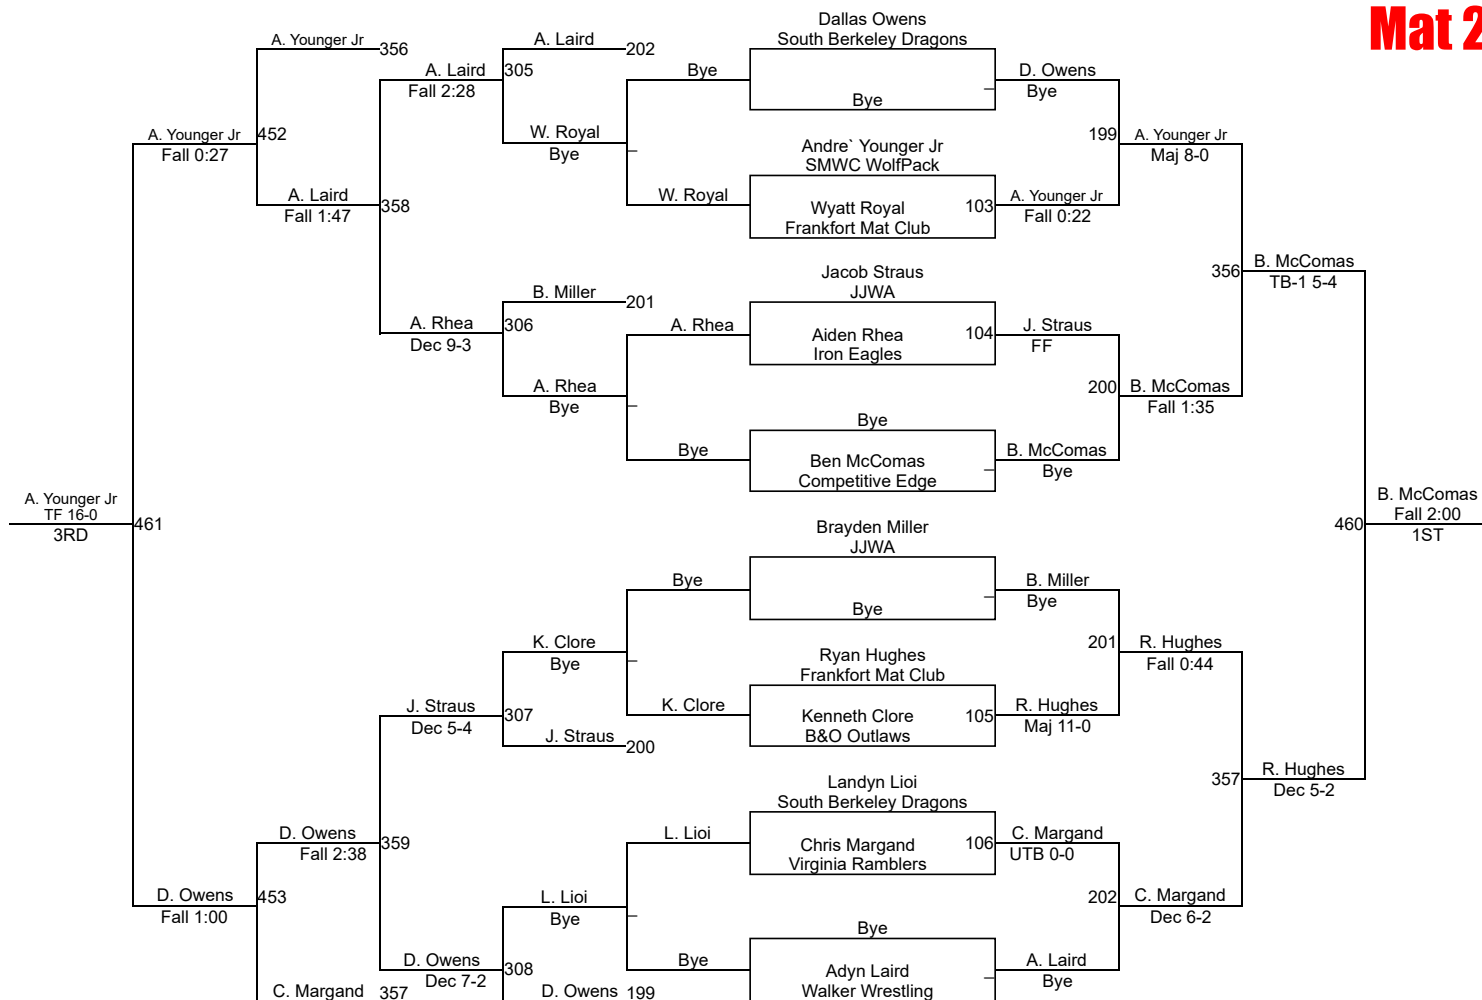 Mat 2
Dallas Owens
South Berkeley Dragons
A. Younger Jr
356
A. Laird
202
A. Laird
305
Fall 2:28
Bye
Bye
D. Owens
Bye
A. Younger Jr
452
Fall 0:27
W. Royal
Bye
199
A. Younger Jr
Maj 8-0
Andre` Younger Jr
SMWC WolfPack
A. Laird
Fall 1:47
358
W. Royal
Wyatt Royal
Frankfort Mat Club
103
A. Younger Jr
Fall 0:22
Jacob Straus
JJWA
356
B. McComas
TB-1 5-4
B. Miller
201
A. Rhea
Dec 9-3
306
A. Rhea
Aiden Rhea
Iron Eagles
104
J. Straus
FF
A. Rhea
Bye
200
B. McComas
Fall 1:35
Bye
Bye
Ben McComas
Competitive Edge
B. McComas
Bye
A. Younger Jr
TF 16-0
3RD
461
460
B. McComas
Fall 2:00
1ST
Brayden Miller
JJWA
Bye
Bye
B. Miller
Bye
K. Clore
Bye
201
R. Hughes
Fall 0:44
Ryan Hughes
Frankfort Mat Club
J. Straus
Dec 5-4
307
K. Clore
Kenneth Clore
B&O Outlaws
105
R. Hughes
Maj 11-0
J. Straus
200
Landyn Lioi
South Berkeley Dragons
357
R. Hughes
Dec 5-2
D. Owens
Fall 2:38
359
L. Lioi
Chris Margand
Virginia Ramblers
106
C. Margand
UTB 0-0
D. Owens
Fall 1:00
453
L. Lioi
Bye
202
C. Margand
Dec 6-2
Bye
D. Owens
Dec 7-2
308
Bye
Adyn Laird
Walker Wrestling
A. Laird
Bye
C. Margand
357
D. Owens
199